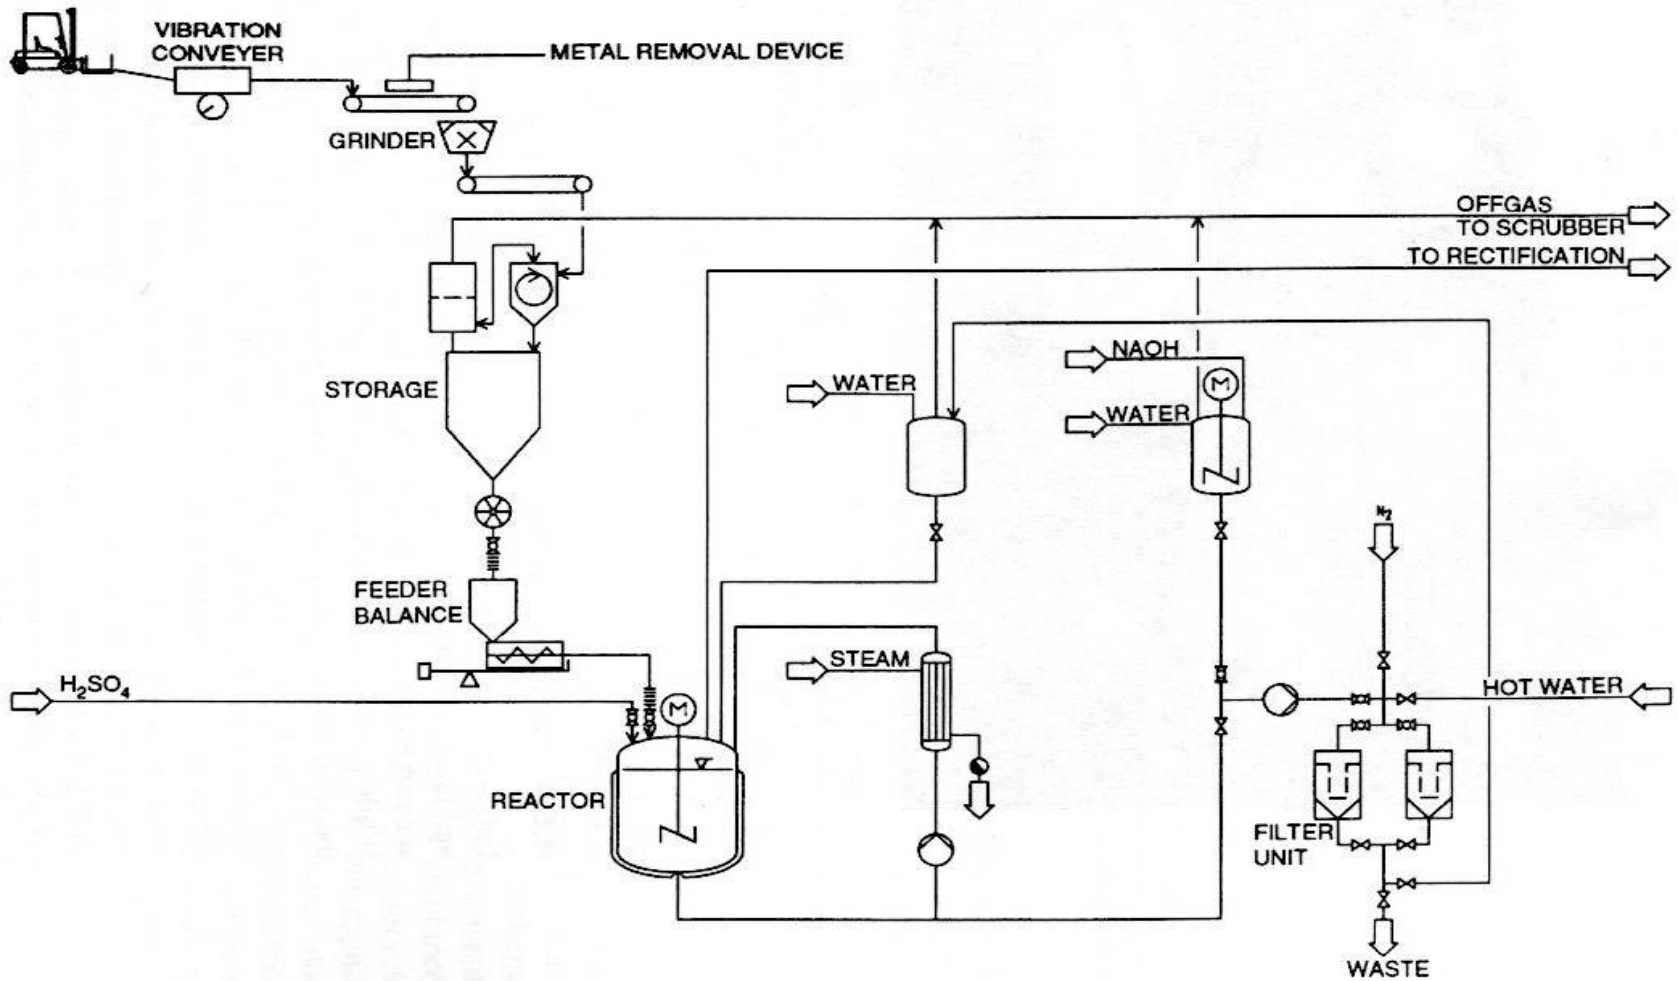 VIBRATION
CONVEYER
METAL REMOVAL DEVICE
GRINDER
OFFGAS
TO SCRUBBER
TO RECTIFICATION
NAOH
STORAGE
WATER
M
WATER
N2
FEEDER
BALANCE
STEAM
H2SO4
HOT WATER
M
REACTOR
FILTER
UNIT
WASTE